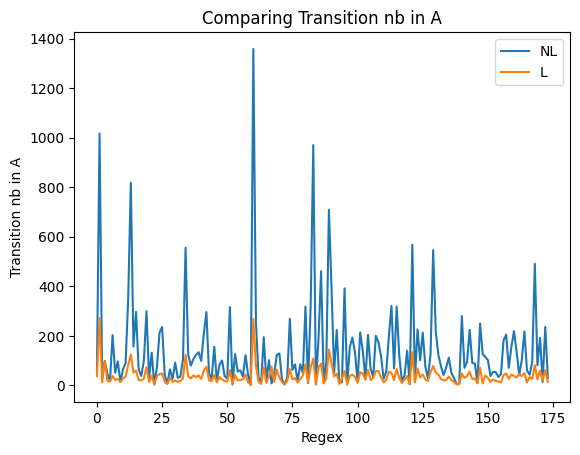 Comparing Transition nb in A
NL
L
Transition nb in A
1400
1200
1000
800
600
400
200
0
0 25 50 75 100 125 150 175
Regex